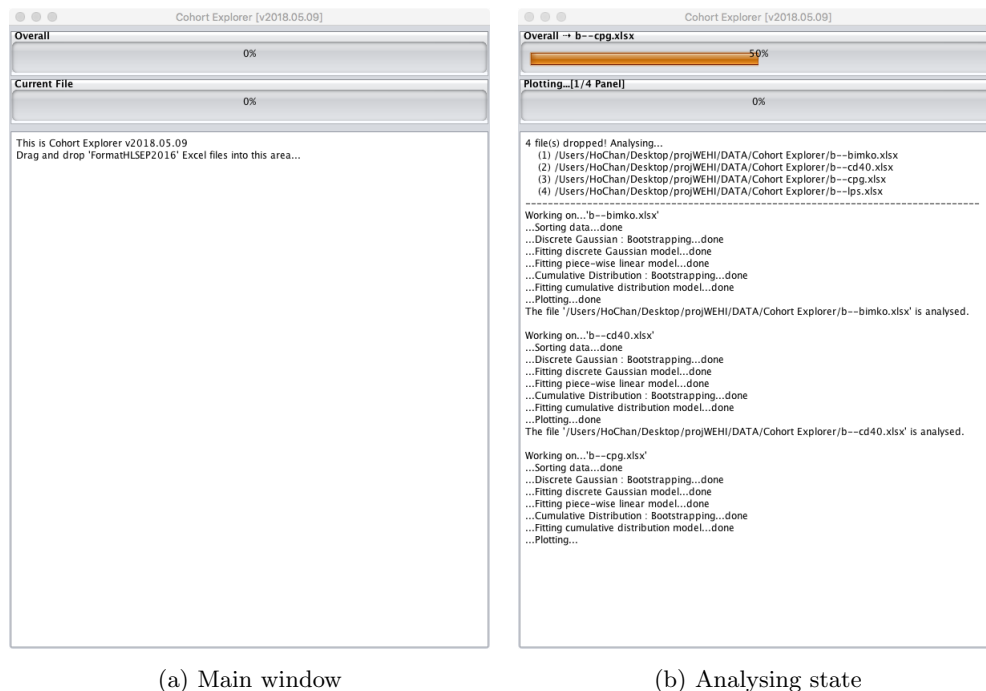 Cohort Explorer [v2018.05.09]
Overall
0%
Current File
0%
This is Cohort Explorer v2018.05.09
Drag and drop 'FormatHLSEP2016' Excel files into this area...
(a) Main window
Cohort Explorer [v2018.05.09]
Overall → b--cpg.xlsx
50%
Plotting...[1/4 Panel]
0%
4 file(s) dropped! Analysing...
(1) /Users/HoChan/Desktop/projWEHI/DATA/Cohort Explorer/b--bimko.xlsx
(2) /Users/HoChan/Desktop/projWEHI/DATA/Cohort Explorer/b--cd40.xlsx
(3) /Users/HoChan/Desktop/projWEHI/DATA/Cohort Explorer/b--cpg.xlsx
(4) /Users/HoChan/Desktop/projWEHI/DATA/Cohort Explorer/b--lps.xlsx
--------------------------------------------------------------------------------
Working on...'b--bimko.xlsx'
...Sorting data...done
...Discrete Gaussian : Bootstrapping...done
...Fitting discrete Gaussian model...done
...Fitting piece-wise linear model...done
...Cumulative Distribution : Bootstrapping...done
...Fitting cumulative distribution model...done
...Plotting...done
The file '/Users/HoChan/Desktop/projWEHI/DATA/Cohort Explorer/b--bimko.xlsx' is analysed.
Working on...'b--cd40.xlsx'
...Sorting data...done
...Discrete Gaussian : Bootstrapping...done
...Fitting discrete Gaussian model...done
...Fitting piece-wise linear model...done
...Cumulative Distribution : Bootstrapping...done
...Fitting cumulative distribution model...done
...Plotting...done
The file '/Users/HoChan/Desktop/projWEHI/DATA/Cohort Explorer/b--cd40.xlsx' is analysed.
Working on...'b--cpg.xlsx'
...Sorting data...done
...Discrete Gaussian : Bootstrapping...done
...Fitting discrete Gaussian model...done
...Fitting piece-wise linear model...done
...Cumulative Distribution : Bootstrapping...done
...Fitting cumulative distribution model...done
...Plotting...
(b) Analysing state